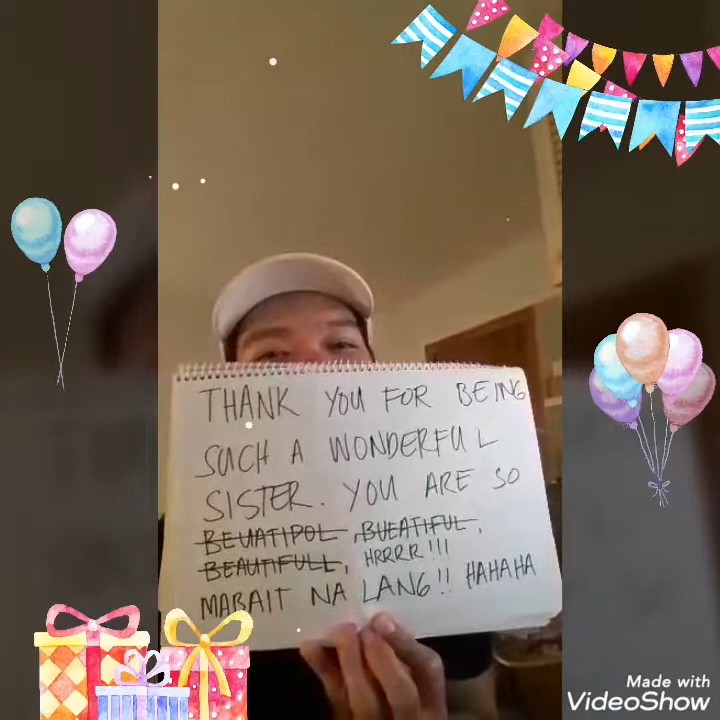 THANK YOU FOR BEING
SUCH A WONDERFUL
SISTER. YOU ARE SO
BEUATIPOL, BUEATIFUL,
BEAUTIFULL, HRRRR!!!
MABAIT NA LANG!! HAHAHA
Made with
VideoShow